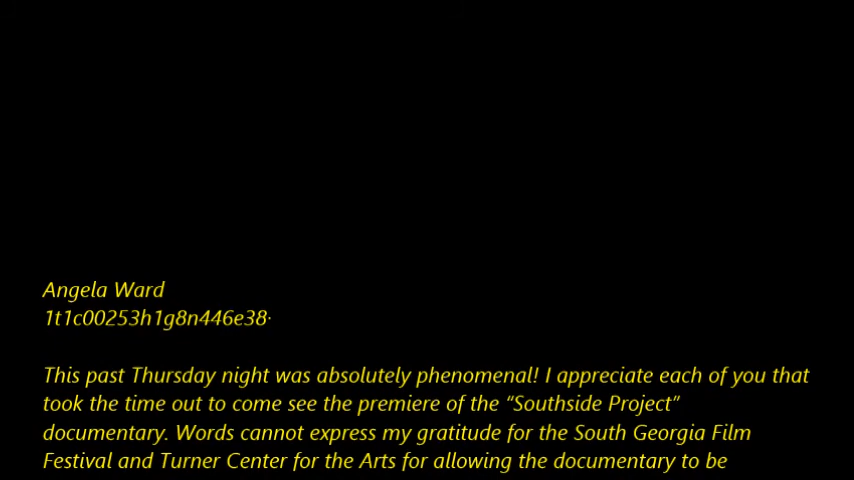 Angela Ward
1t1c00253h1g8n446e38·
This past Thursday night was absolutely phenomenal! I appreciate each of you that
took the time out to come see the premiere of the “Southside Project”
documentary. Words cannot express my gratitude for the South Georgia Film
Festival and Turner Center for the Arts for allowing the documentary to be